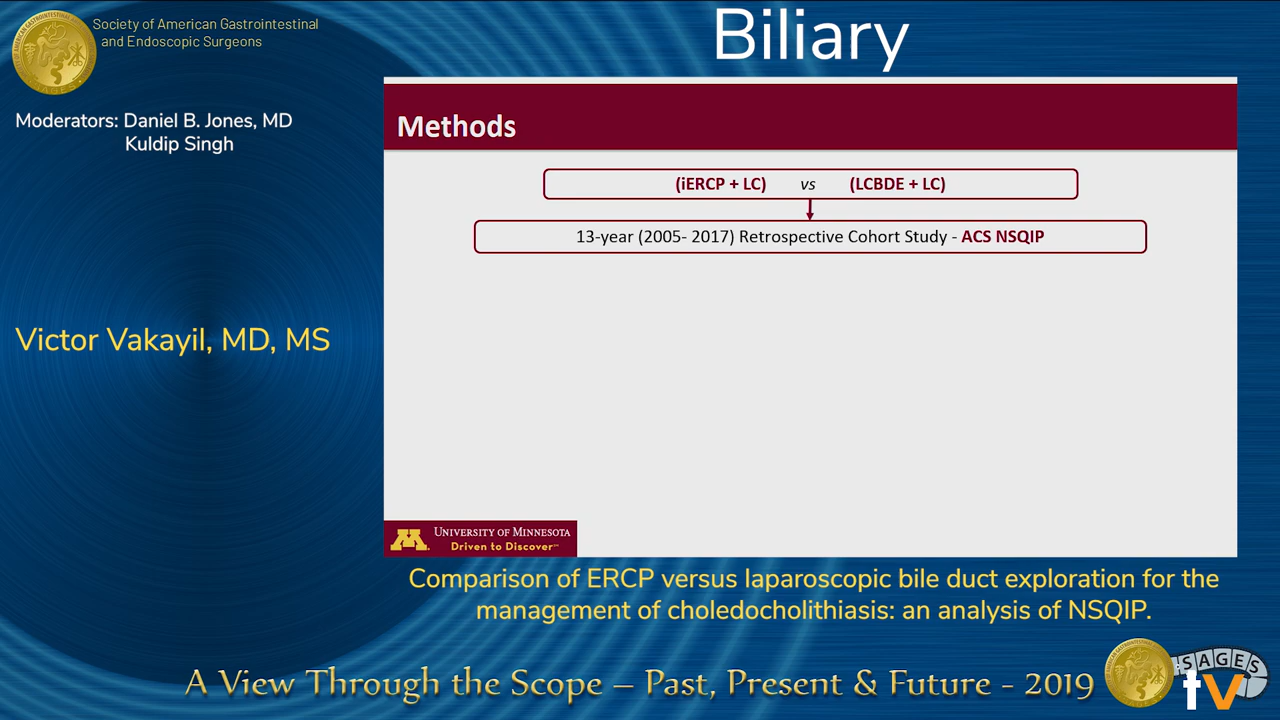 Society of American Gastrointestinal
and Endoscopic Surgeons
Biliary
Moderators: Daniel B. Jones, MD
Kuldip Singh
Victor Vakayil, MD, MS
Methods
(iERCP + LC) vs (LCBDE + LC)
13-year (2005- 2017) Retrospective Cohort Study - ACS NSQIP
UNIVERSITY OF MINNESOTA
Driven to Discover℠
Comparison of ERCP versus laparoscopic bile duct exploration for the
management of choledocholithiasis: an analysis of NSQIP.
A View Through the Scope – Past, Present & Future - 2019
SAGES
tv